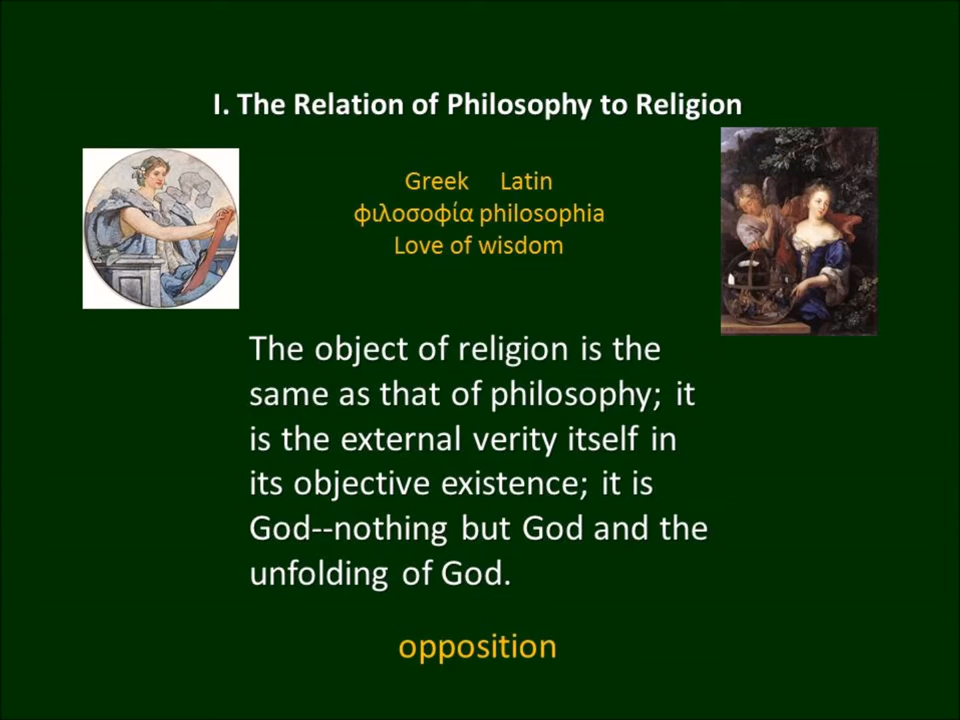 I. The Relation of Philosophy to Religion
Greek Latin
φιλοσοφία philosophia
Love of wisdom
The object of religion is the
same as that of philosophy; it
is the external verity itself in
its objective existence; it is
God--nothing but God and the
unfolding of God.
opposition